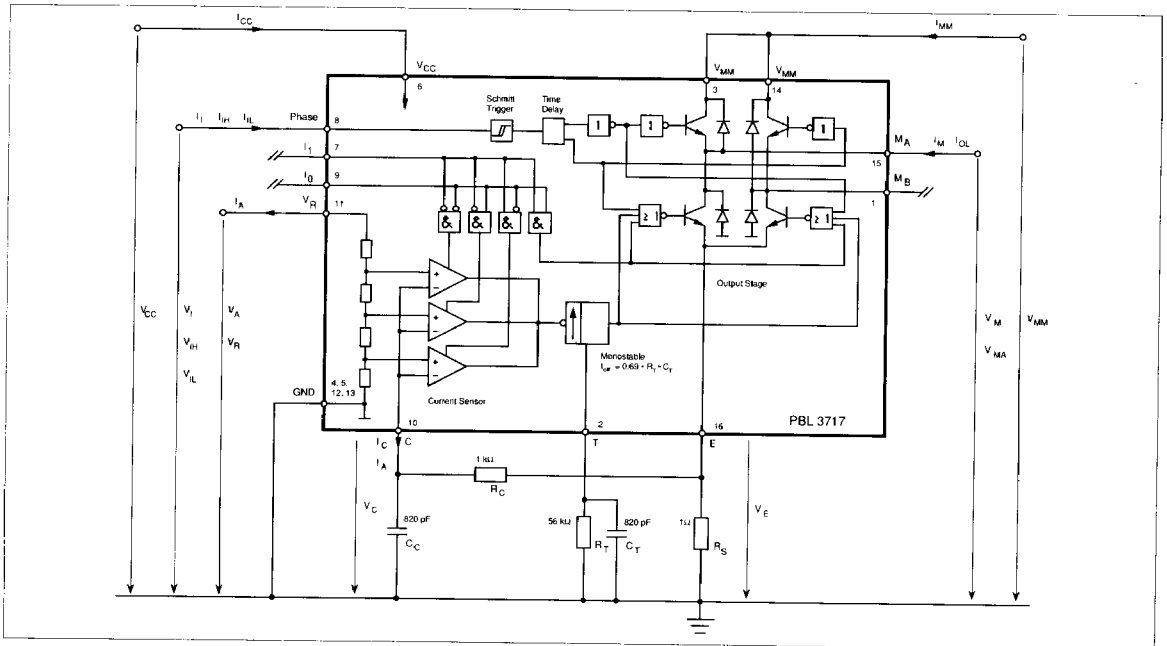 I_CC
I_MM
V_CC
6
V_MM
3
V_MM
14
Schmitt
Trigger
Time
Delay
I_I I_IH I_IL
Phase
8
1
1
1
M_A
15
I_M I_OL
I_1
7
I_0
9
M_B
1
I_A
V_R
11
& & & &
≥ 1
≥ 1
Output Stage
+
−
+
−
+
−
V_CC
V_I
V_IH
V_IL
V_A
V_R
V_M
V_MA
V_MM
Monostable
t_off = 0.69 • R_T • C_T
GND
4, 5,
12, 13
Current Sensor
PBL 3717
10
2
16
I_C C
T
E
I_A
1 kΩ
R_C
V_C
V_E
820 pF
C_C
56 kΩ
R_T
820 pF
C_T
1Ω
R_S